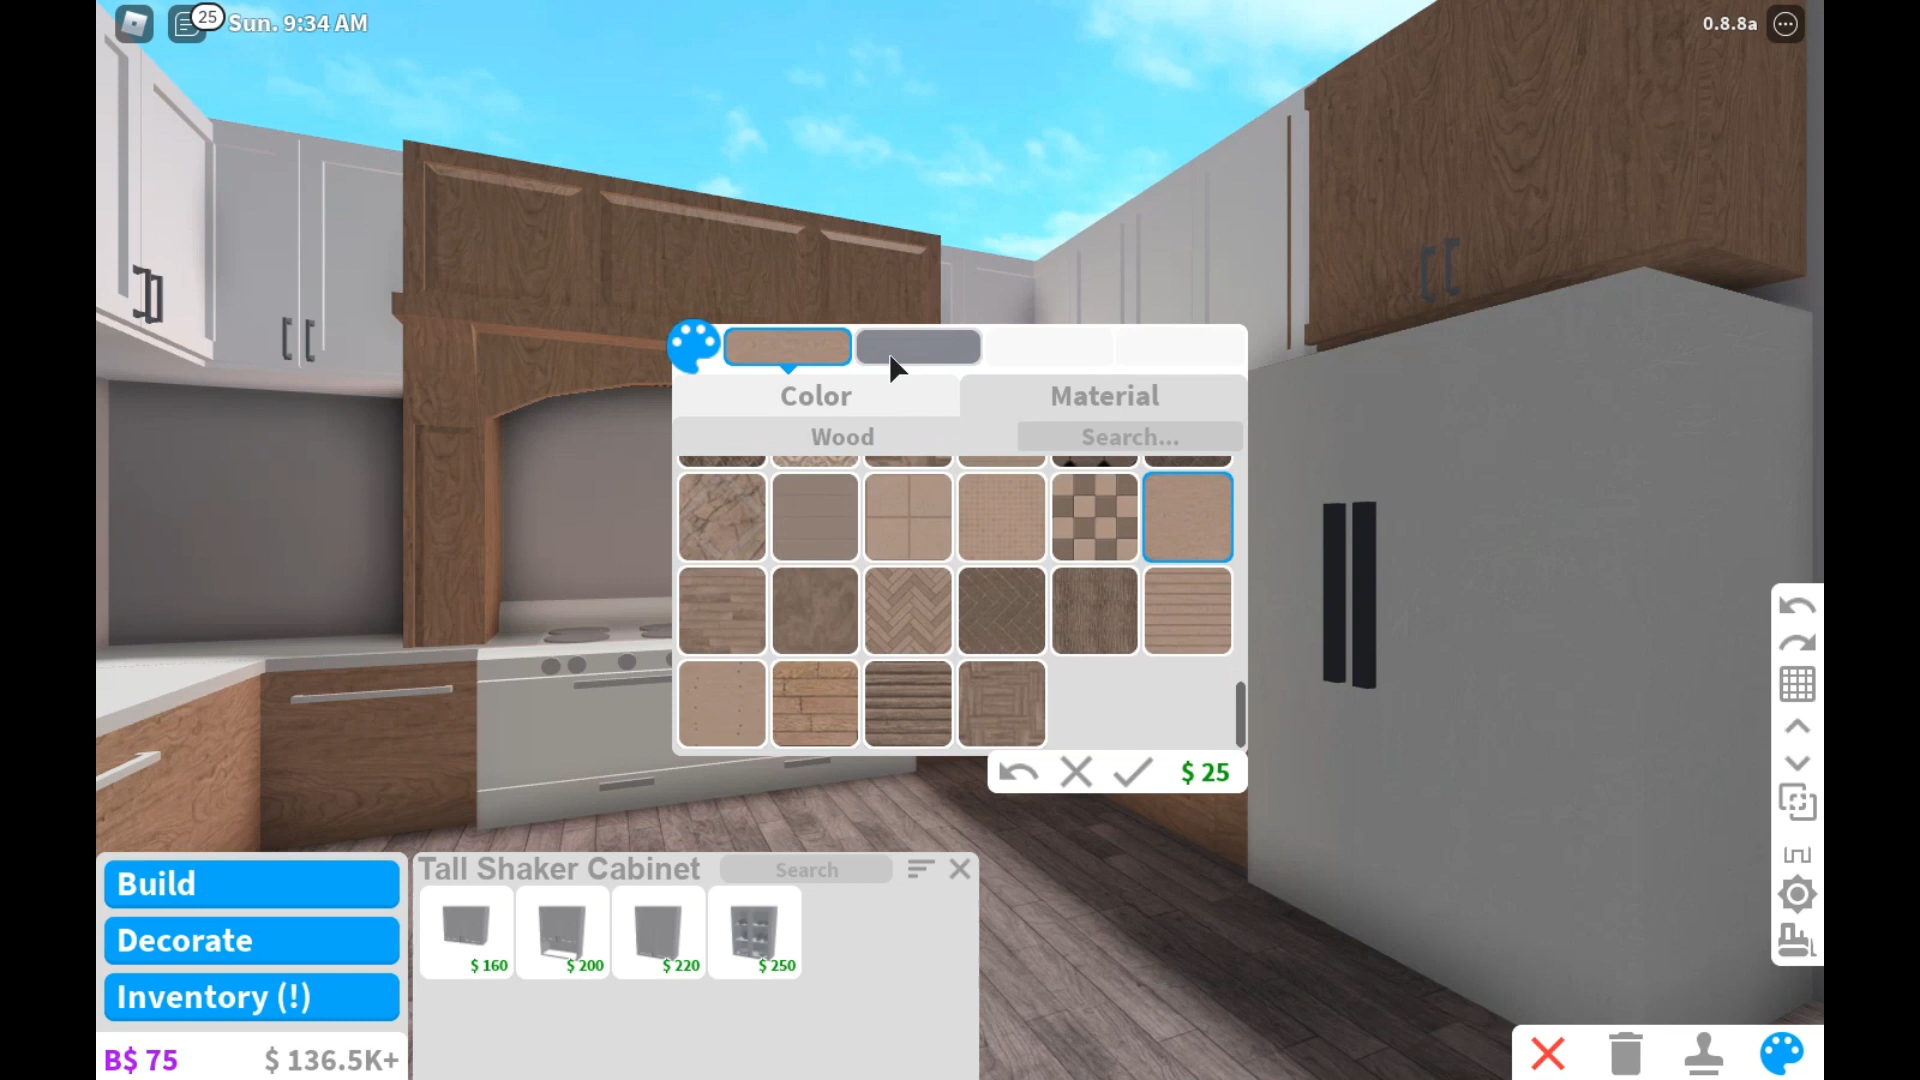 25
Sun. 9:34 AM
0.8.8a
Color
Material
Wood
Search...
$ 25
Tall Shaker Cabinet
Search
$ 160
$ 200
$ 220
$ 250
Build
Decorate
Inventory (!)
B$ 75
$ 136.5K+